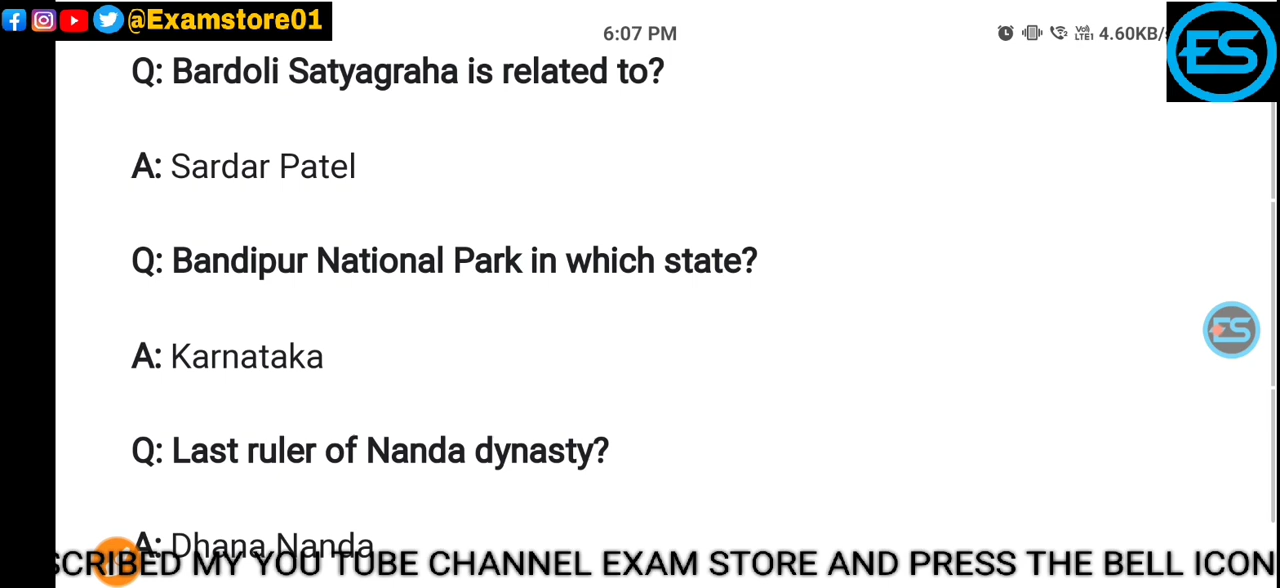 @Examstore01
6:07 PM
4.60KB/s
ES
Q: Bardoli Satyagraha is related to?
A: Sardar Patel
Q: Bandipur National Park in which state?
A: Karnataka
ES
Q: Last ruler of Nanda dynasty?
A: Dhana Nanda
SCRIBED MY YOU TUBE CHANNEL EXAM STORE AND PRESS THE BELL ICON